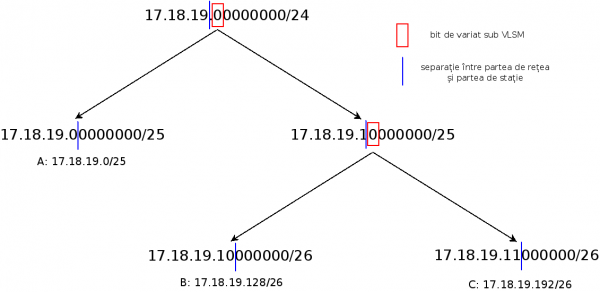 17.18.19.00000000/24
bit de variat sub VLSM
separație între partea de rețea
și partea de stație
17.18.19.00000000/25
17.18.19.10000000/25
A: 17.18.19.0/25
17.18.19.10000000/26
17.18.19.11000000/26
B: 17.18.19.128/26
C: 17.18.19.192/26